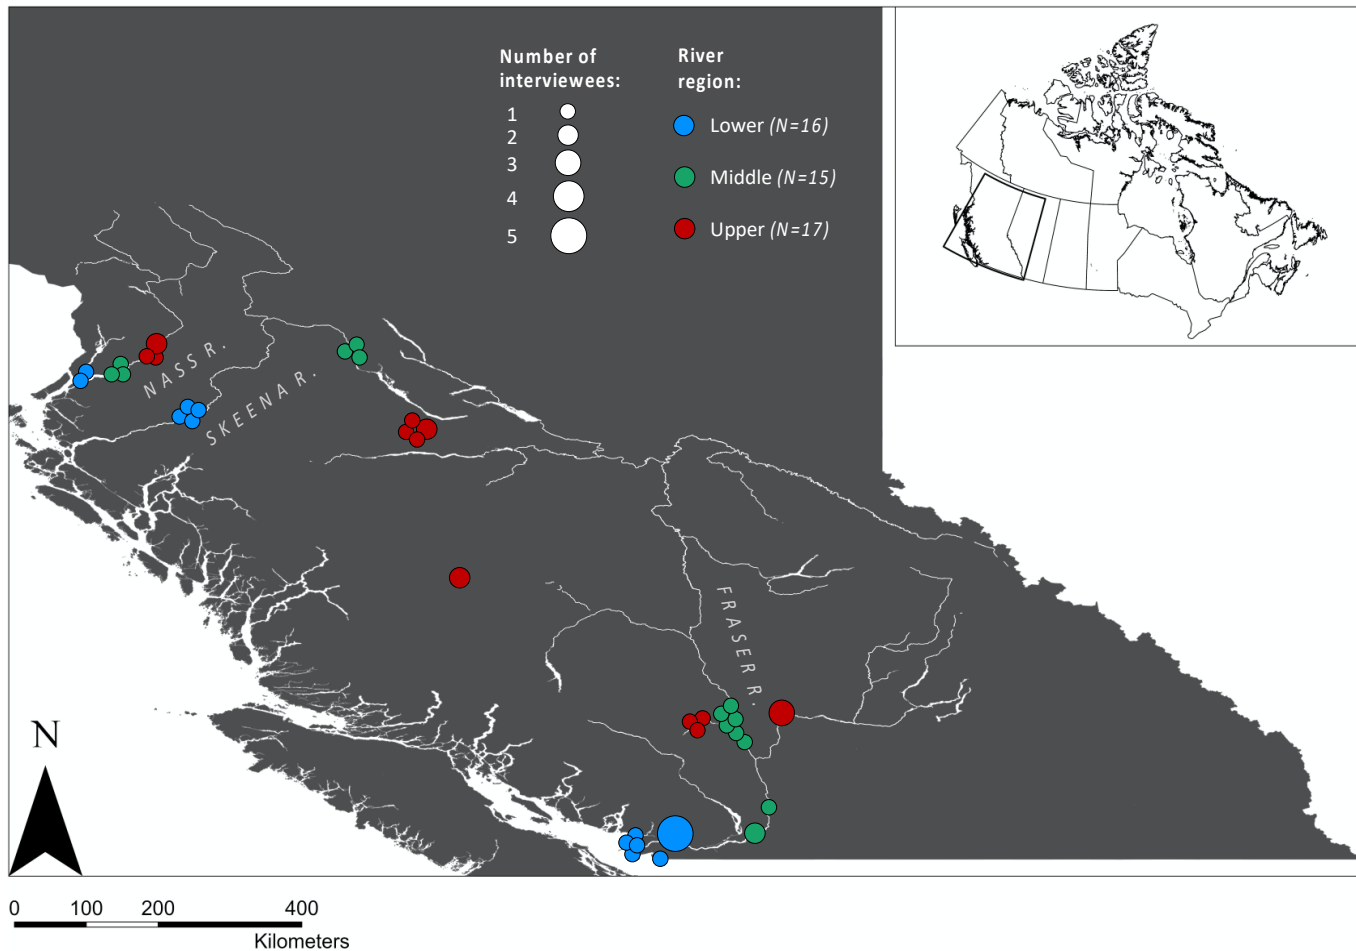 Number of
interviewees:
1
2
3
4
5
River
region:
Lower (N=16)
Middle (N=15)
Upper (N=17)
NASS R.
SKEENA R.
FRASER R.
N
0 100 200 400
Kilometers